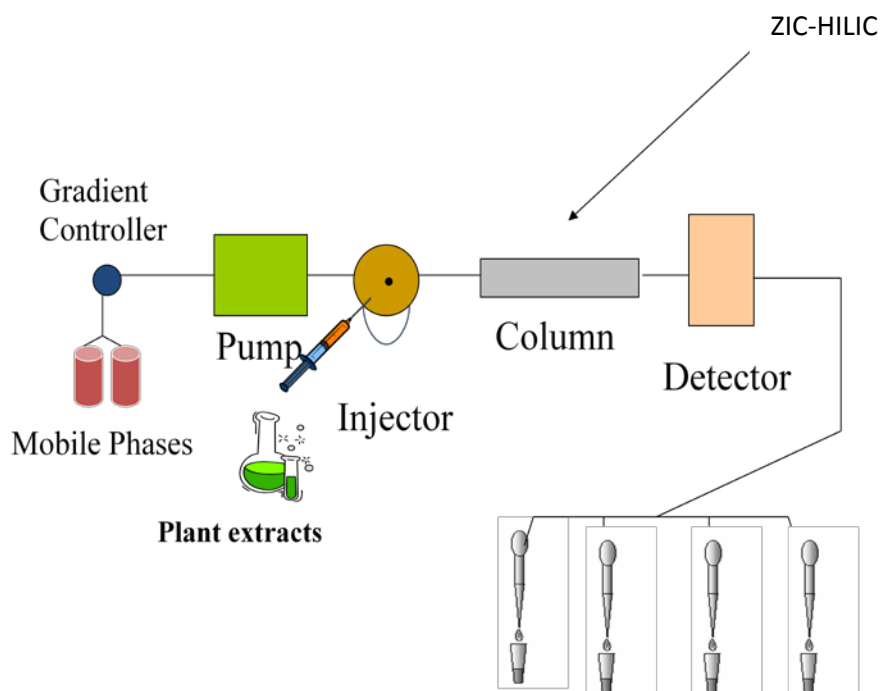 ZIC-HILIC
Gradient
Controller
Pump
Column
Injector
Detector
Mobile Phases
Plant extracts